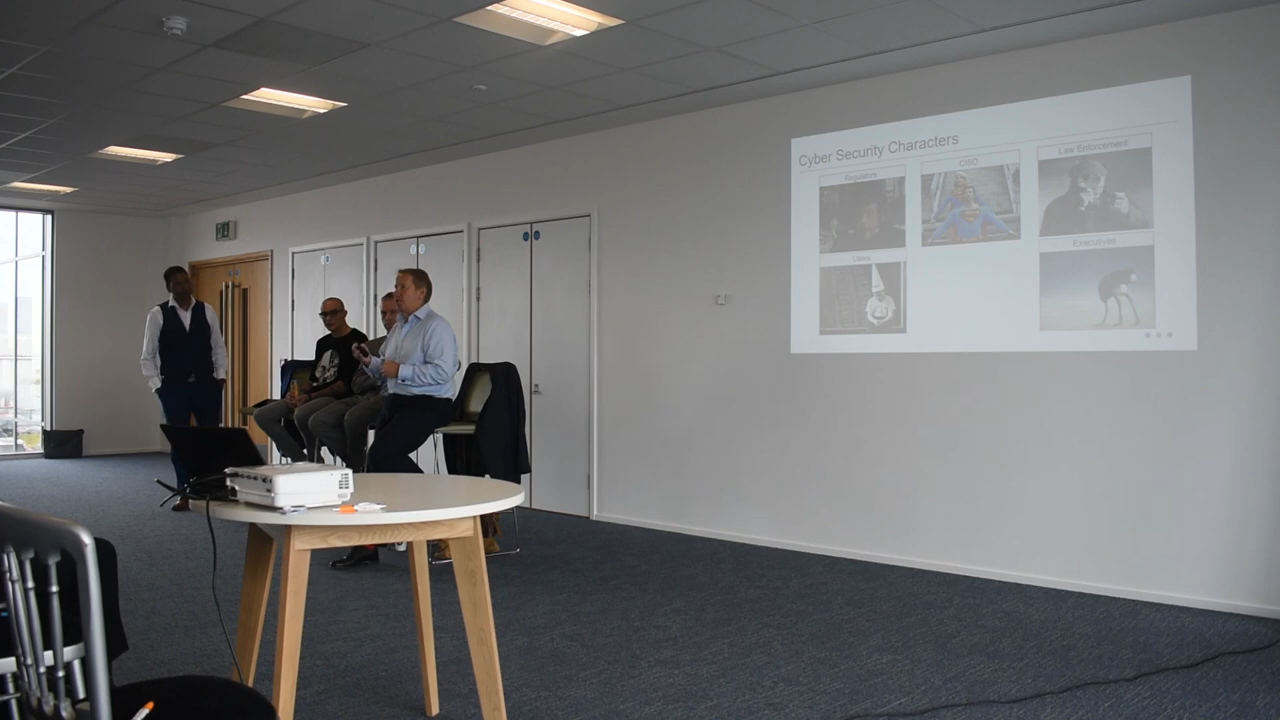 Cyber Security Characters
Regulators
CISO
Law Enforcement
Users
Executives